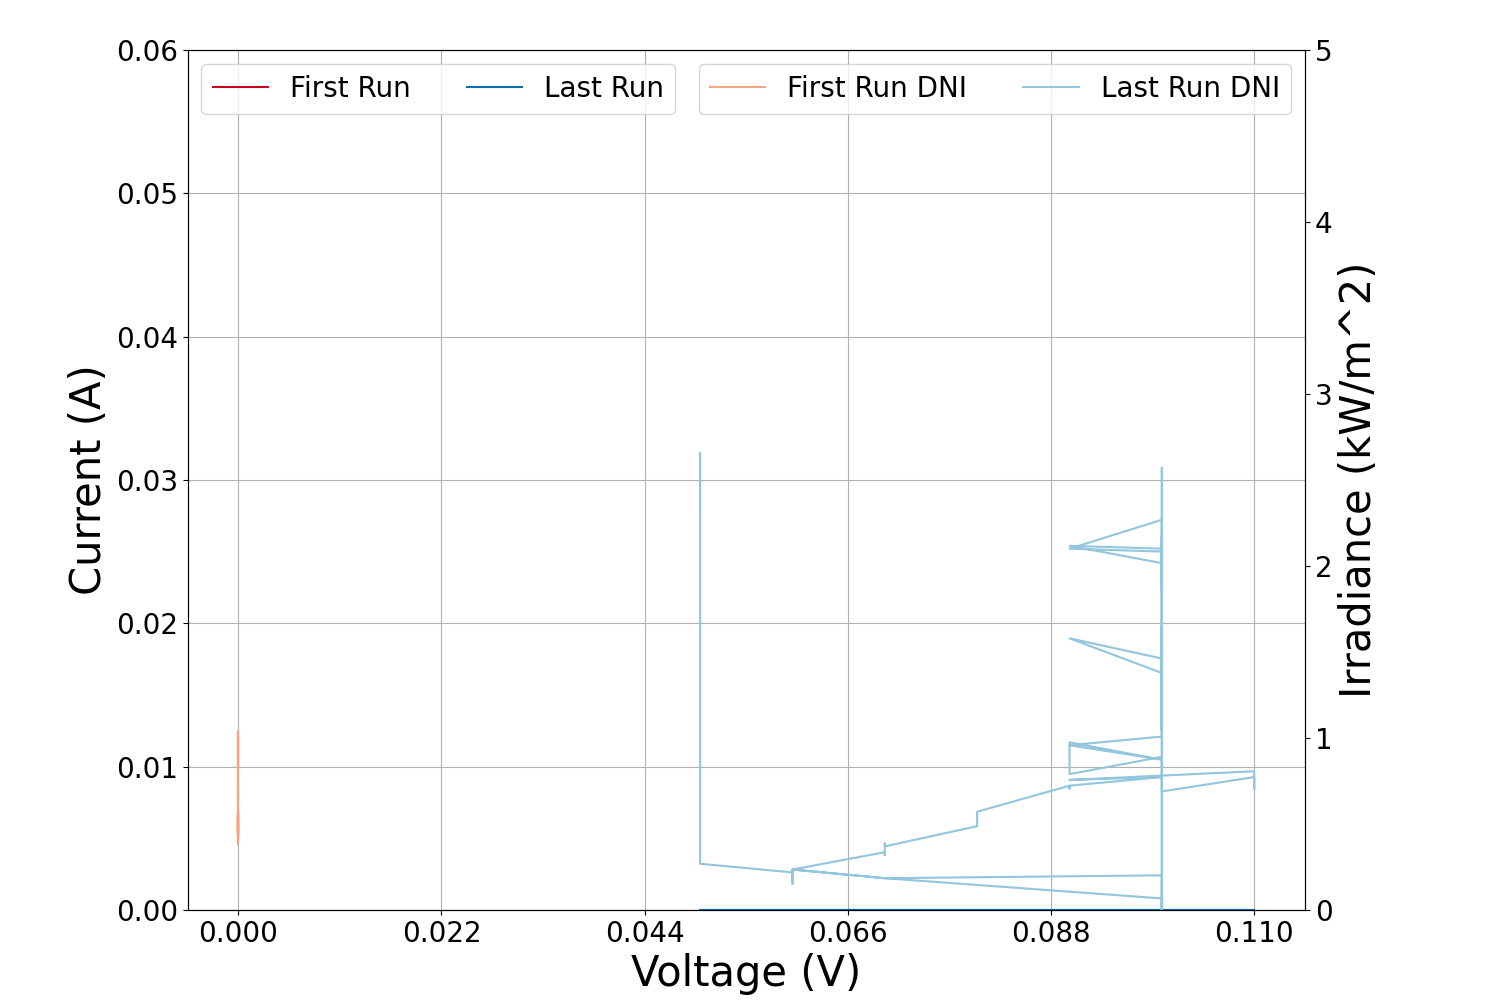 First Run
Last Run
First Run DNI
Last Run DNI
0.06
0.05
0.04
0.03
0.02
0.01
0.00
Current (A)
5
4
3
2
1
0
Irradiance (kW/m^2)
0.000 0.022 0.044 0.066 0.088 0.110
Voltage (V)